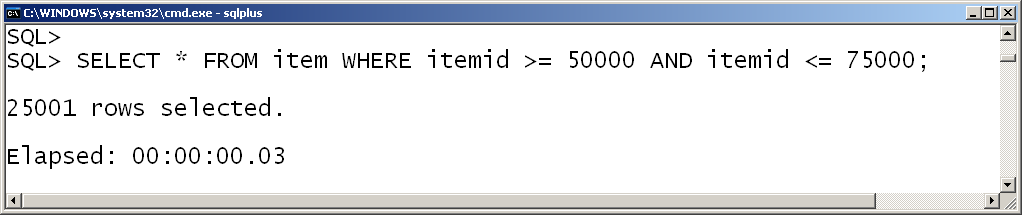 C:\WINDOWS\system32\cmd.exe - sqlplus
SQL>
SQL> SELECT * FROM item WHERE itemid >= 50000 AND itemid <= 75000;
25001 rows selected.
Elapsed: 00:00:00.03